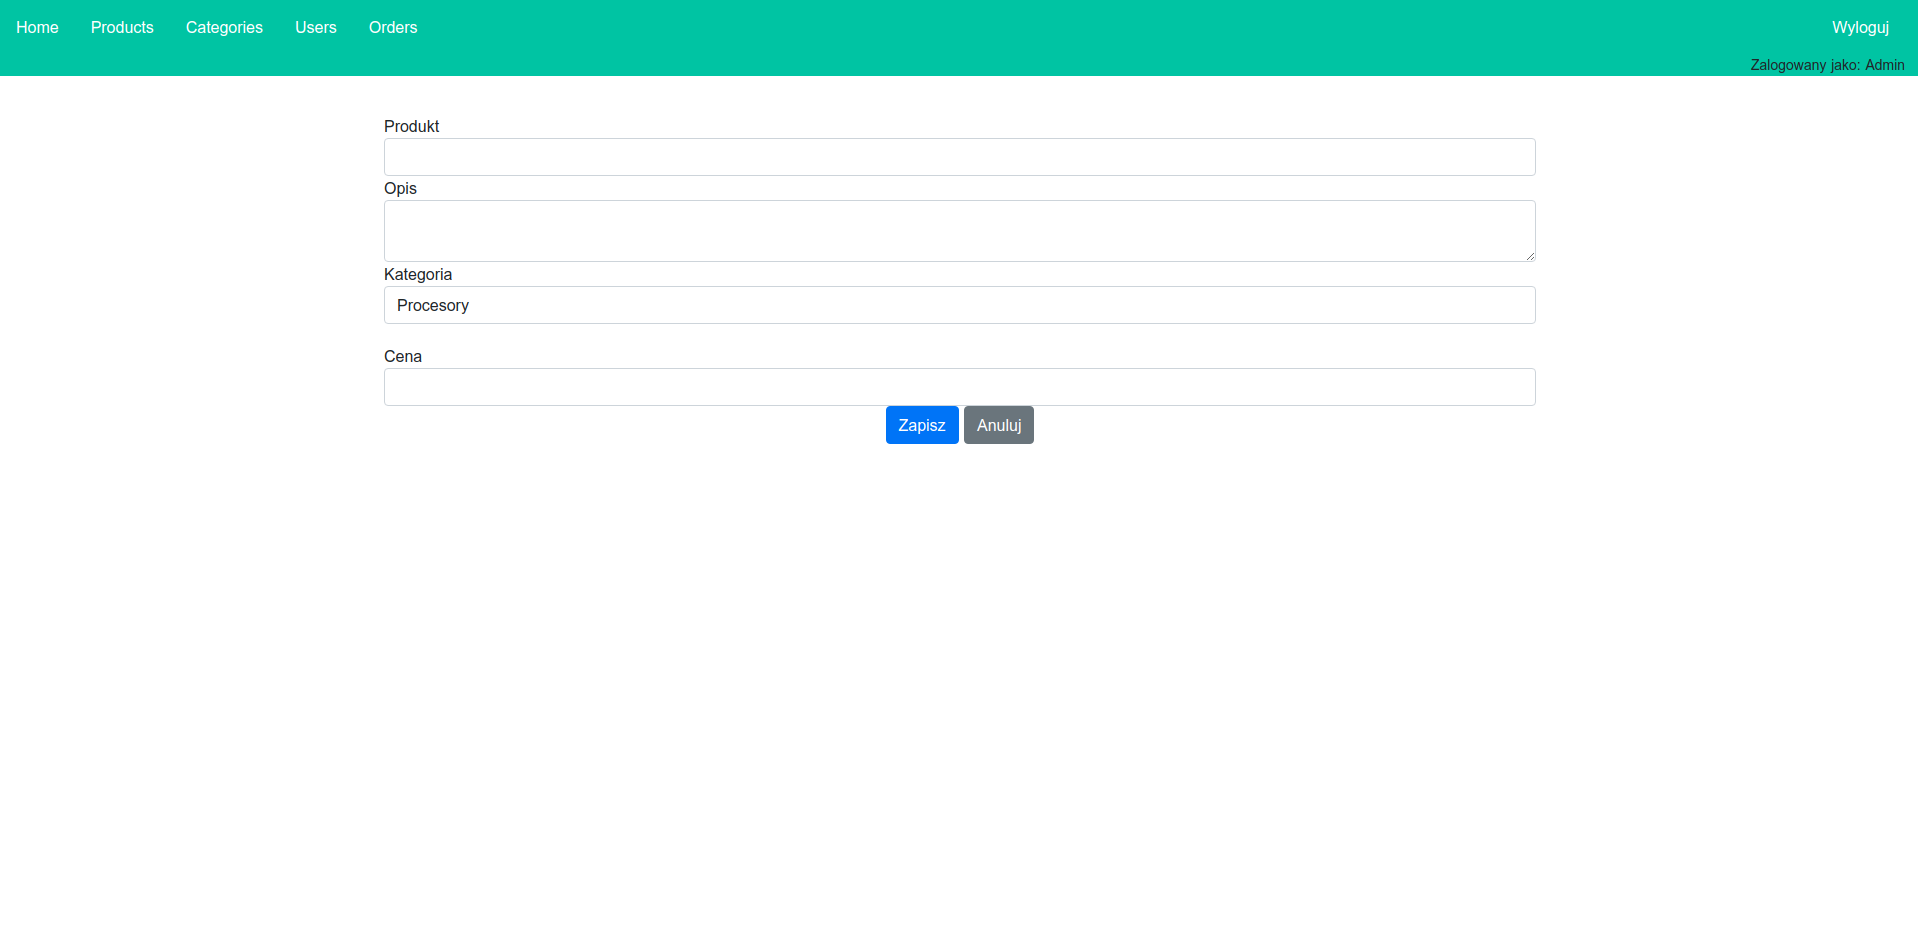 Home Products Categories Users Orders Wyloguj
Zalogowany jako: Admin
Produkt
Opis
Kategoria
Procesory
Cena
Zapisz Anuluj